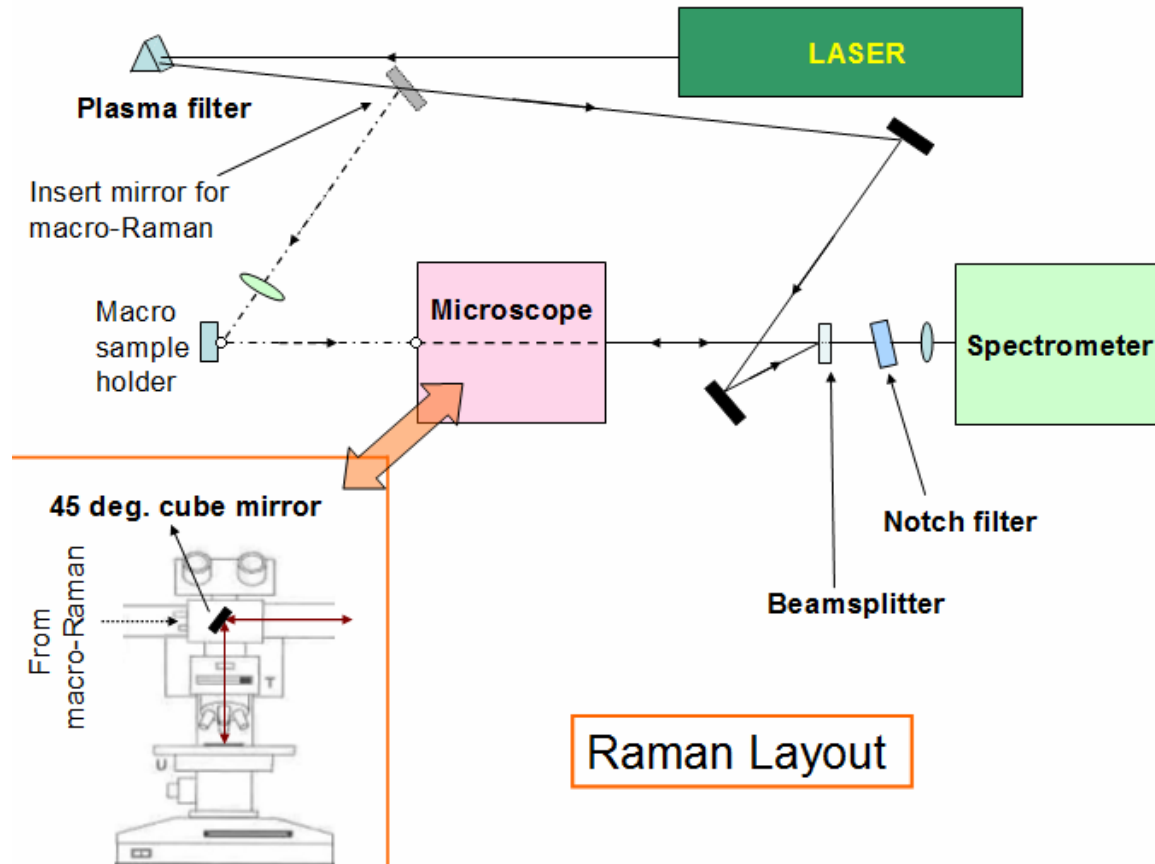 LASER
Plasma filter
Insert mirror for
macro-Raman
Macro
sample
holder
Microscope
Spectrometer
45 deg. cube mirror
Notch filter
Beamsplitter
From
macro-Raman
T
U
Raman Layout